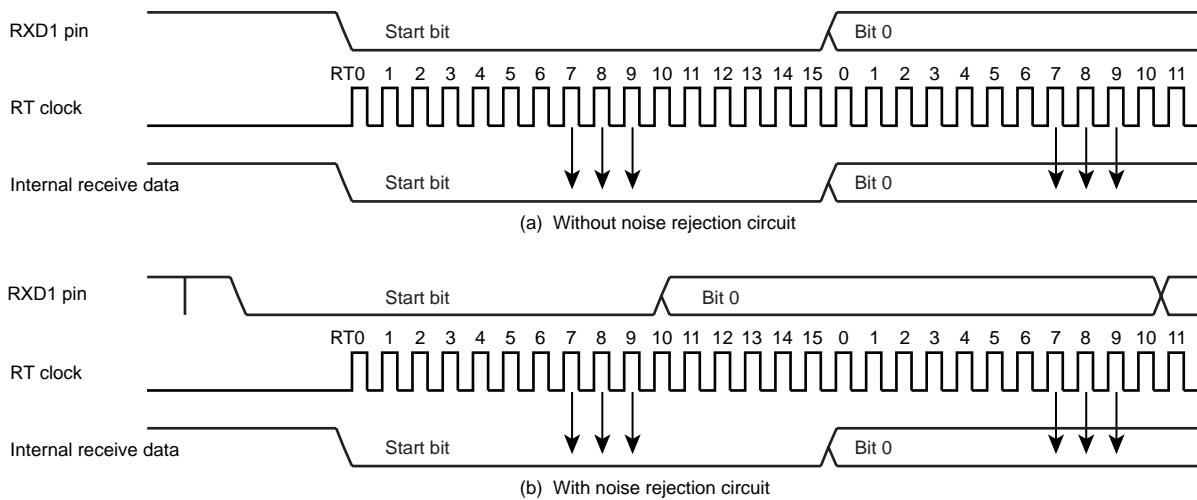 RXD1 pin Start bit Bit 0
RT0 1 2 3 4 5 6 7 8 9 10 11 12 13 14 15 0 1 2 3 4 5 6 7 8 9 10 11
RT clock
Internal receive data Start bit Bit 0
(a) Without noise rejection circuit
RXD1 pin Start bit Bit 0
RT0 1 2 3 4 5 6 7 8 9 10 11 12 13 14 15 0 1 2 3 4 5 6 7 8 9 10 11
RT clock
Internal receive data Start bit Bit 0
(b) With noise rejection circuit